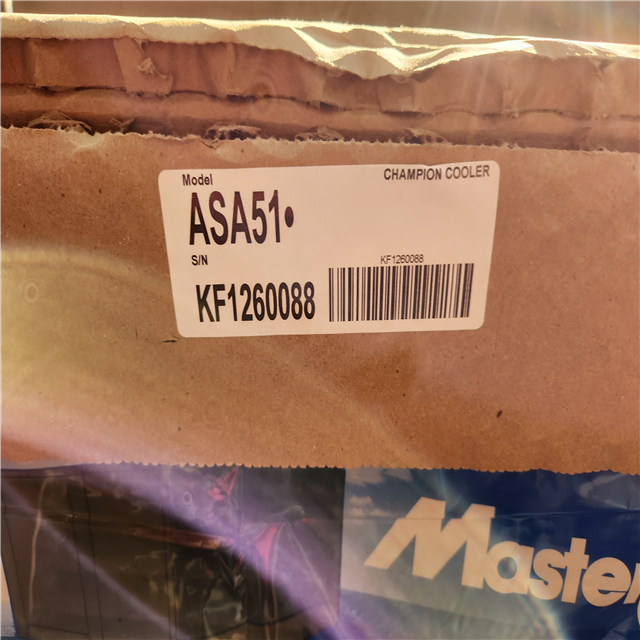 Model
CHAMPION COOLER
ASA51•
S/N
KF1260088
KF1260088
Master